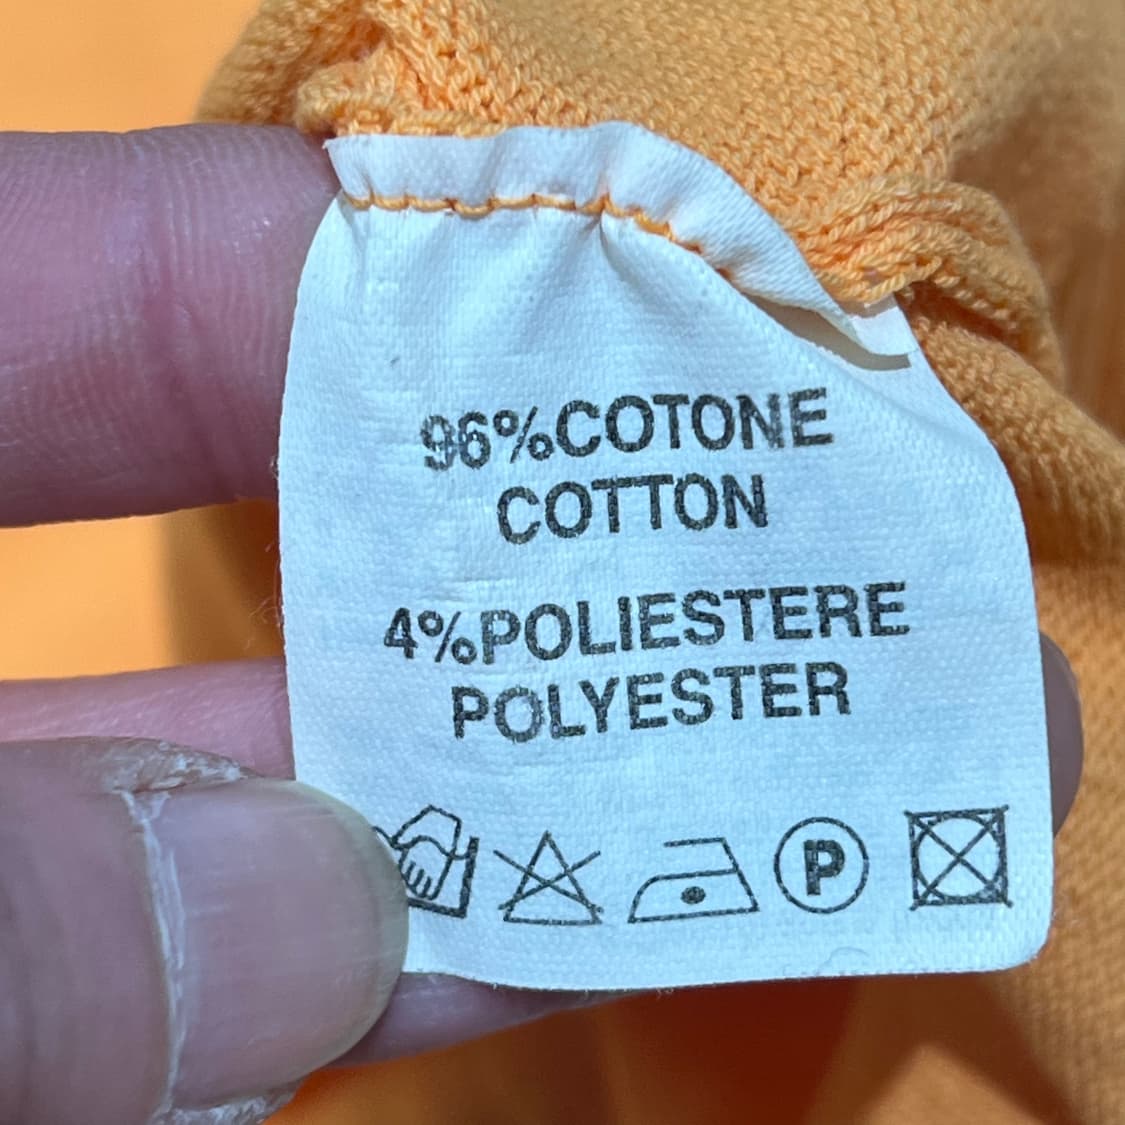 96%COTONE
COTTON
4%POLIESTERE
POLYESTER
P